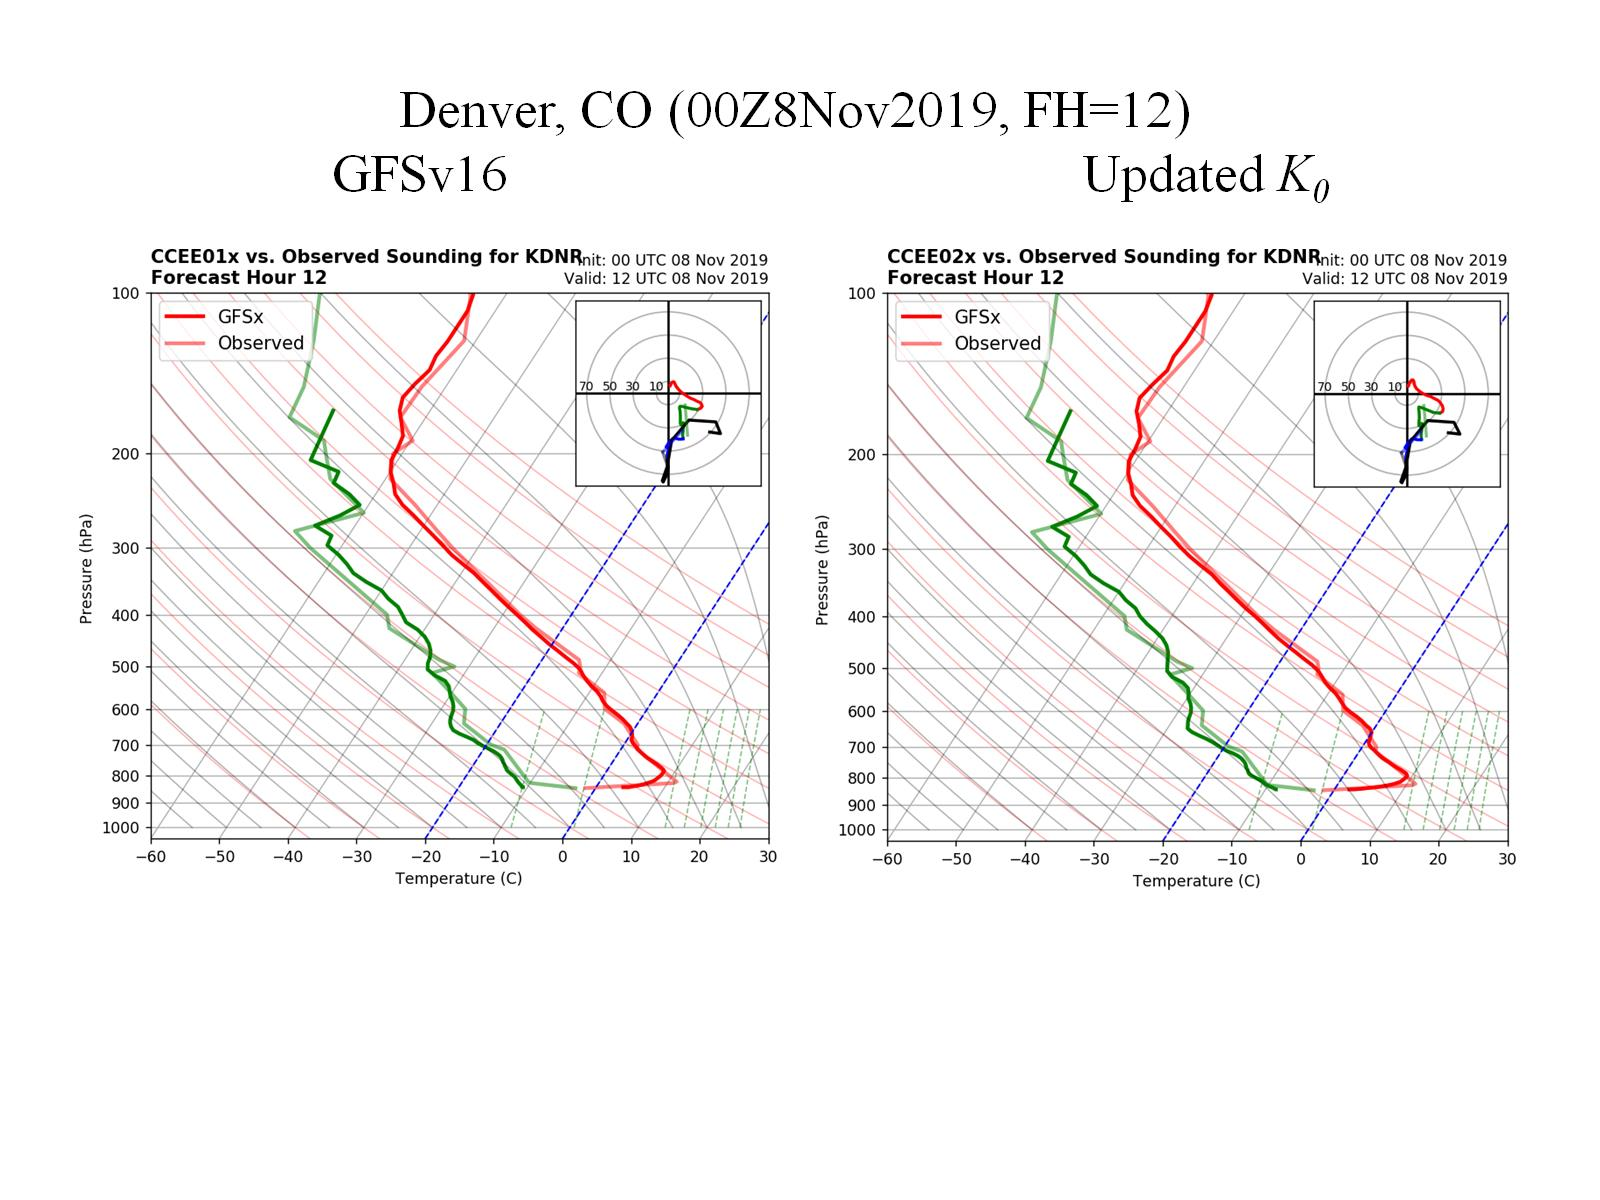 Denver, CO (00Z8Nov2019, FH=12)
GFSv16
Updated K0
CCEE01x vs. Observed Sounding for KDNR
Forecast Hour 12
Init: 00 UTC 08 Nov 2019
Valid: 12 UTC 08 Nov 2019
GFSx
Observed
70 50 30 10
100
200
300
400
500
600
700
800
900
1000
Pressure (hPa)
−60 −50 −40 −30 −20 −10 0 10 20 30
Temperature (C)
CCEE02x vs. Observed Sounding for KDNR
Forecast Hour 12
Init: 00 UTC 08 Nov 2019
Valid: 12 UTC 08 Nov 2019
GFSx
Observed
70 50 30 10
100
200
300
400
500
600
700
800
900
1000
Pressure (hPa)
−60 −50 −40 −30 −20 −10 0 10 20 30
Temperature (C)